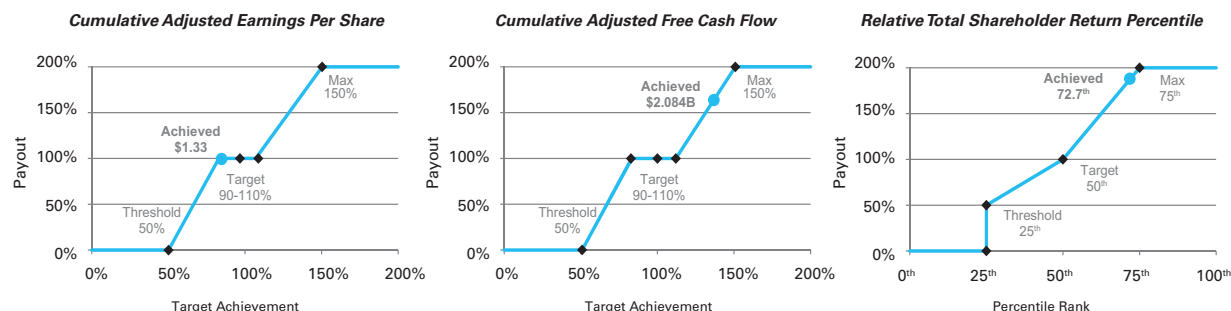 Cumulative Adjusted Earnings Per Share
200%
150%
100%
50%
0%
Payout
Max
150%
Achieved
$1.33
Target
90-110%
Threshold
50%
0%
50%
100%
150%
200%
Target Achievement
Cumulative Adjusted Free Cash Flow
200%
150%
100%
50%
0%
Payout
Achieved
$2.084B
Max
150%
Target
90-110%
Threshold
50%
0%
50%
100%
150%
200%
Target Achievement
Relative Total Shareholder Return Percentile
200%
150%
100%
50%
0%
Payout
Achieved
72.7th
Max
75th
Target
50th
Threshold
25th
0th
25th
50th
75th
100th
Percentile Rank